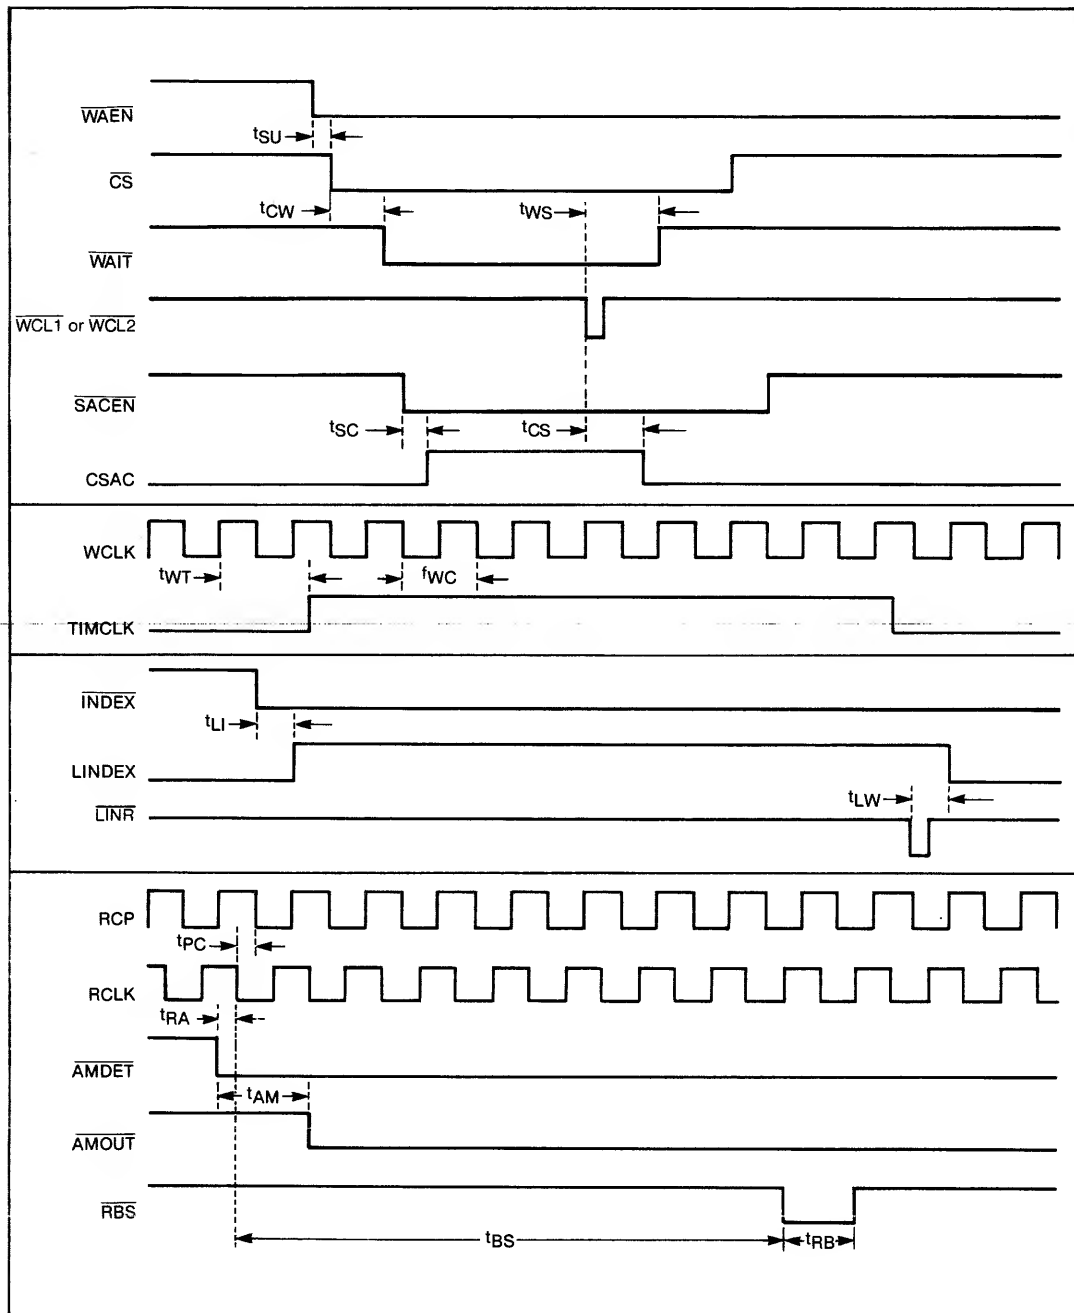 WAEN
tSU
CS
tCW
tWS
WAIT
WCL1 or WCL2
SACEN
tSC
tCS
CSAC
WCLK
tWT
fWC
TIMCLK
INDEX
tLI
LINDEX
tLW
LINR
RCP
tPC
RCLK
tRA
AMDET
tAM
AMOUT
RBS
tBS
tRB